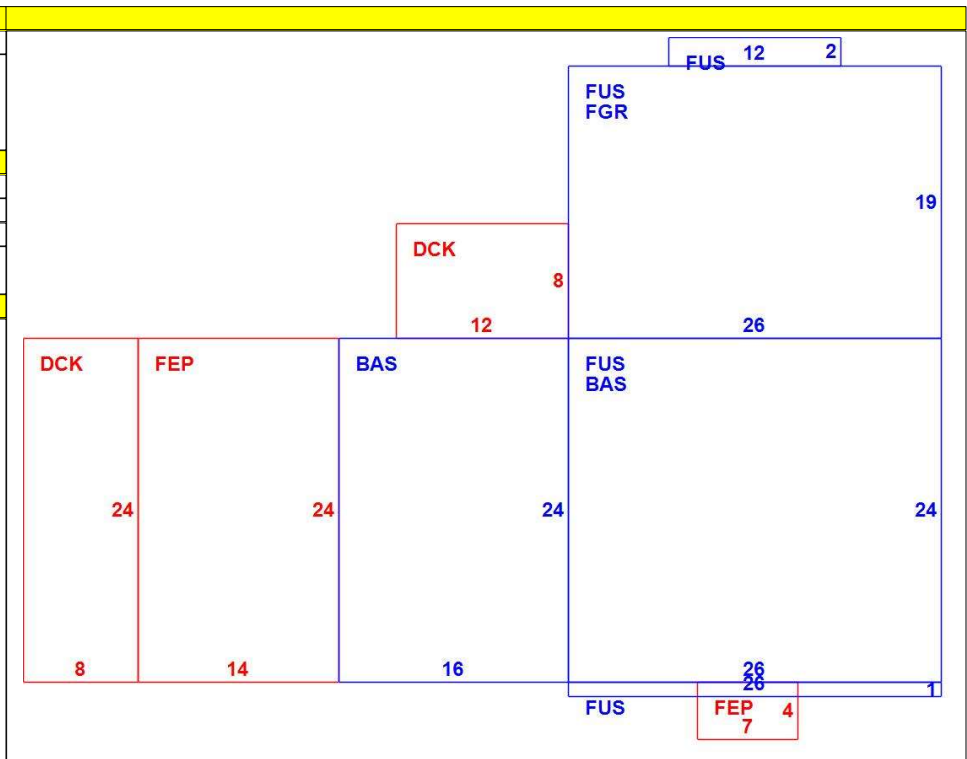 12 2
FUS
FUS
FGR
19
DCK
8
12
26
DCK FEP BAS FUS
BAS
24 24 24 24
8 14 16 26
26 1
FUS FEP 4
7